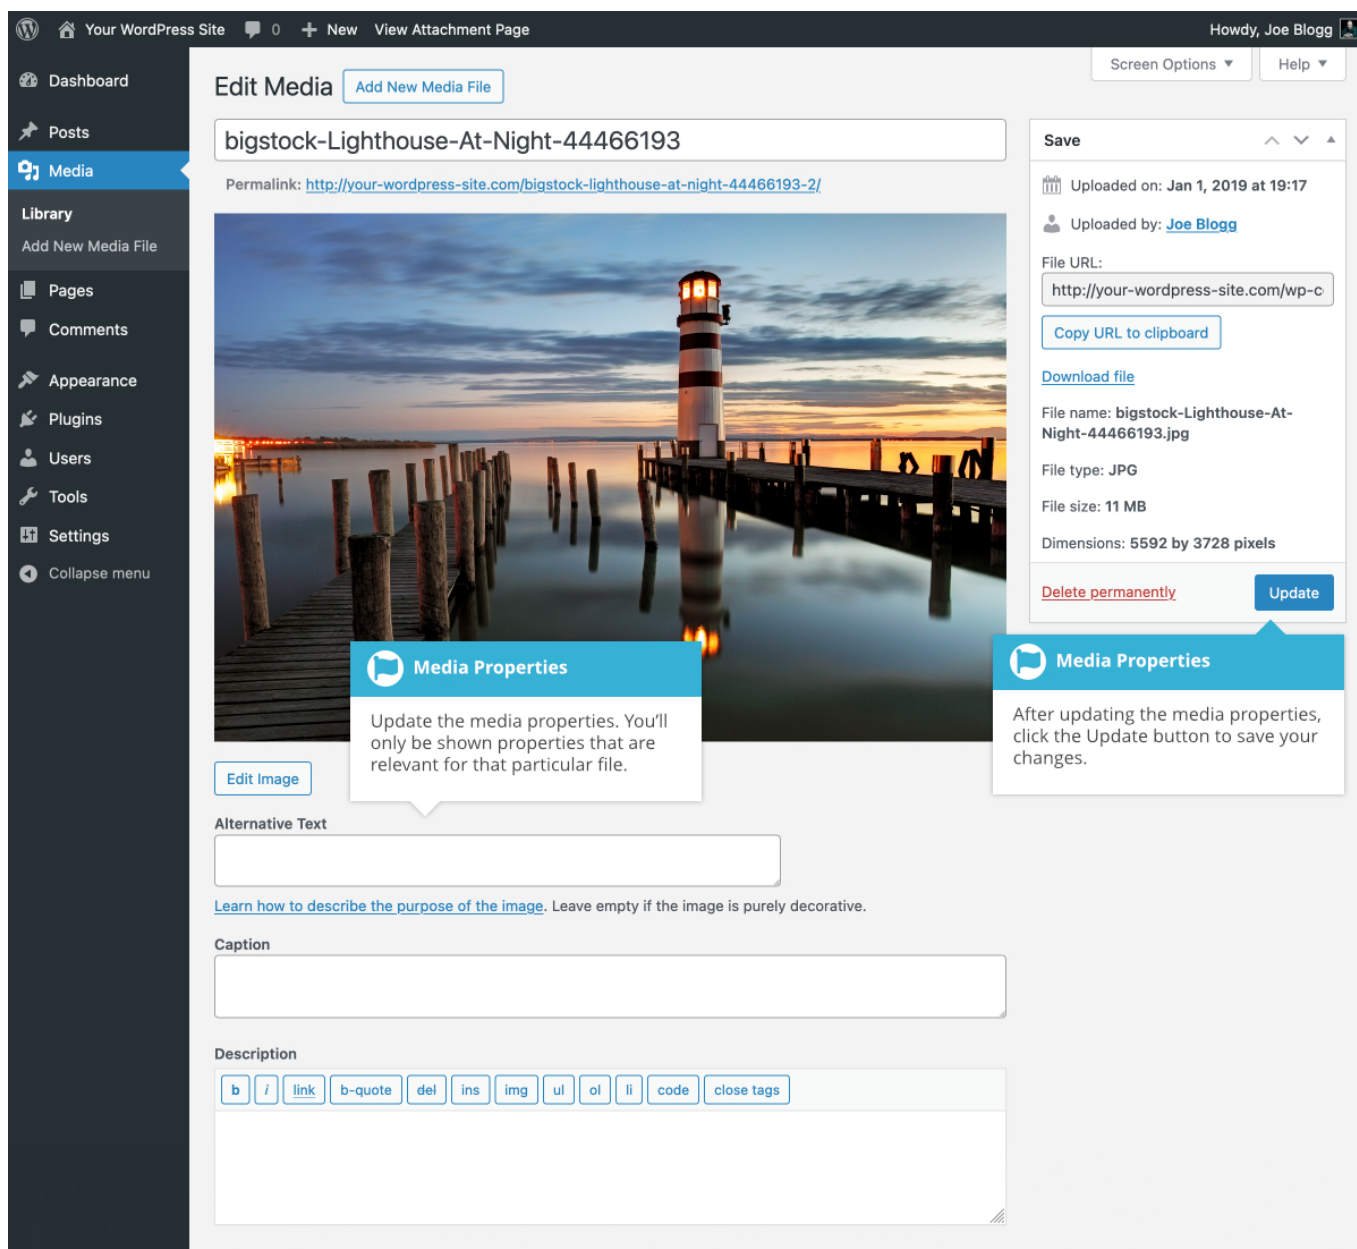 Your WordPress Site 0 New View Attachment Page Howdy, Joe Blogg
Dashboard
Posts
Media
Library
Add New Media File
Pages
Comments
Appearance
Plugins
Users
Tools
Settings
Collapse menu
Screen Options Help
Edit Media Add New Media File
bigstock-Lighthouse-At-Night-44466193
Permalink: http://your-wordpress-site.com/bigstock-lighthouse-at-night-44466193-2/
Save
Uploaded on: Jan 1, 2019 at 19:17
Uploaded by: Joe Blogg
File URL:
http://your-wordpress-site.com/wp-c
Copy URL to clipboard
Download file
File name: bigstock-Lighthouse-At-
Night-44466193.jpg
File type: JPG
File size: 11 MB
Dimensions: 5592 by 3728 pixels
Delete permanently Update
Media Properties
After updating the media properties,
click the Update button to save your
changes.
Media Properties
Update the media properties. You’ll
only be shown properties that are
relevant for that particular file.
Edit Image
Alternative Text
Learn how to describe the purpose of the image. Leave empty if the image is purely decorative.
Caption
Description
b i link b-quote del ins img ul ol li code close tags